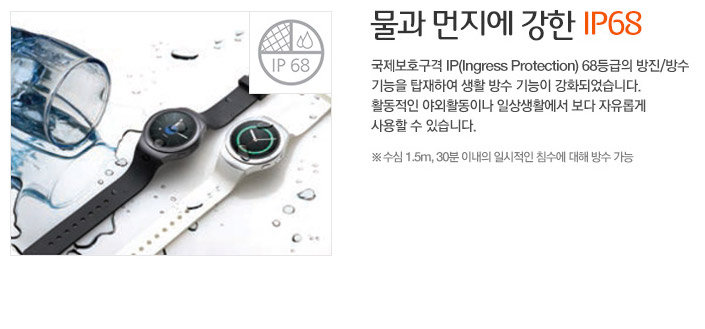 물과 먼지에 강한 IP68
IP 68
국제보호구격 IP(Ingress Protection) 68등급의 방진/방수
기능을 탑재하여 생활 방수 기능이 강화되었습니다.
활동적인 야외활동이나 일상생활에서 보다 자유롭게
사용할 수 있습니다.
※ 수심 1.5m, 30분 이내의 일시적인 침수에 대해 방수 가능